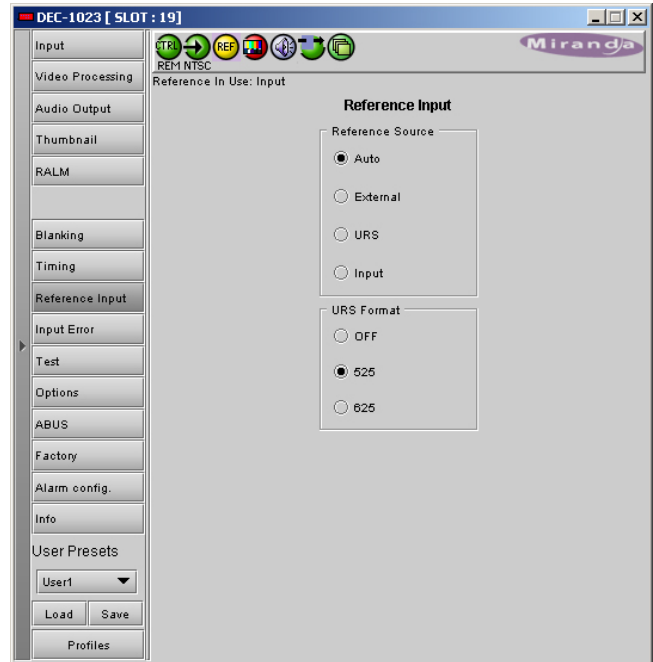 DEC-1023 [ SLOT : 19]
Input
Video Processing
Audio Output
Thumbnail
RALM
Blanking
Timing
Reference Input
Input Error
Test
Options
ABUS
Factory
Alarm config.
Info
User Presets
User1
Load Save
Profiles
CTRL REF
REM NTSC
Miranda
Reference In Use: Input
Reference Input
Reference Source
Auto
External
URS
Input
URS Format
OFF
525
625